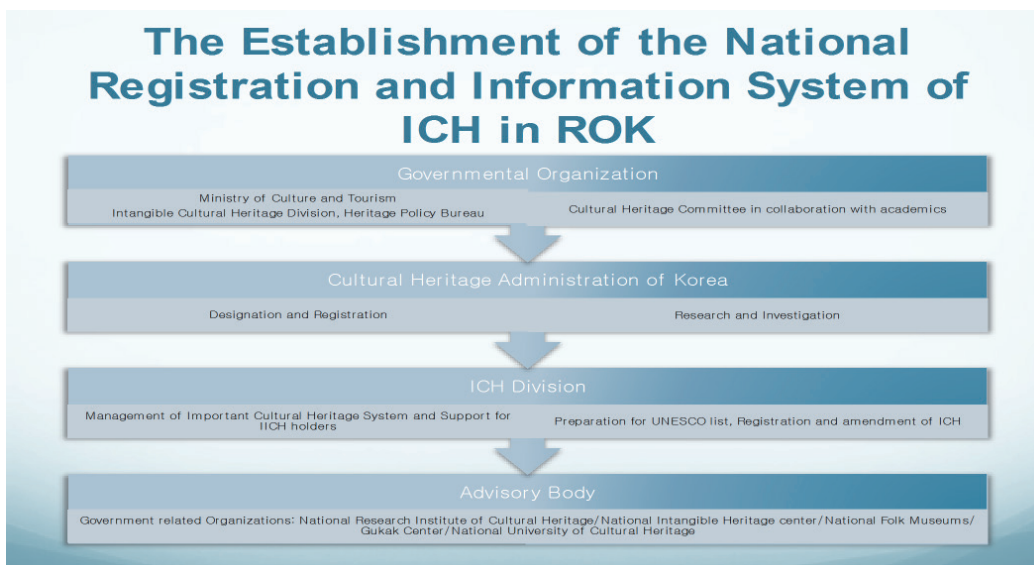 The Establishment of the National
Registration and Information System of
ICH in ROK
Governmental Organization
Ministry of Culture and Tourism
Intangible Cultural Heritage Division, Heritage Policy Bureau
Cultural Heritage Committee in collaboration with academics
Cultural Heritage Administration of Korea
Designation and Registration
Research and Investigation
ICH Division
Management of Important Cultural Heritage System and Support for
IICH holders
Preparation for UNESCO list, Registration and amendment of ICH
Advisory Body
Government related Organizations: National Research Institute of Cultural Heritage/National Intangible Heritage center/National Folk Museums/
Gukak Center/National University of Cultural Heritage